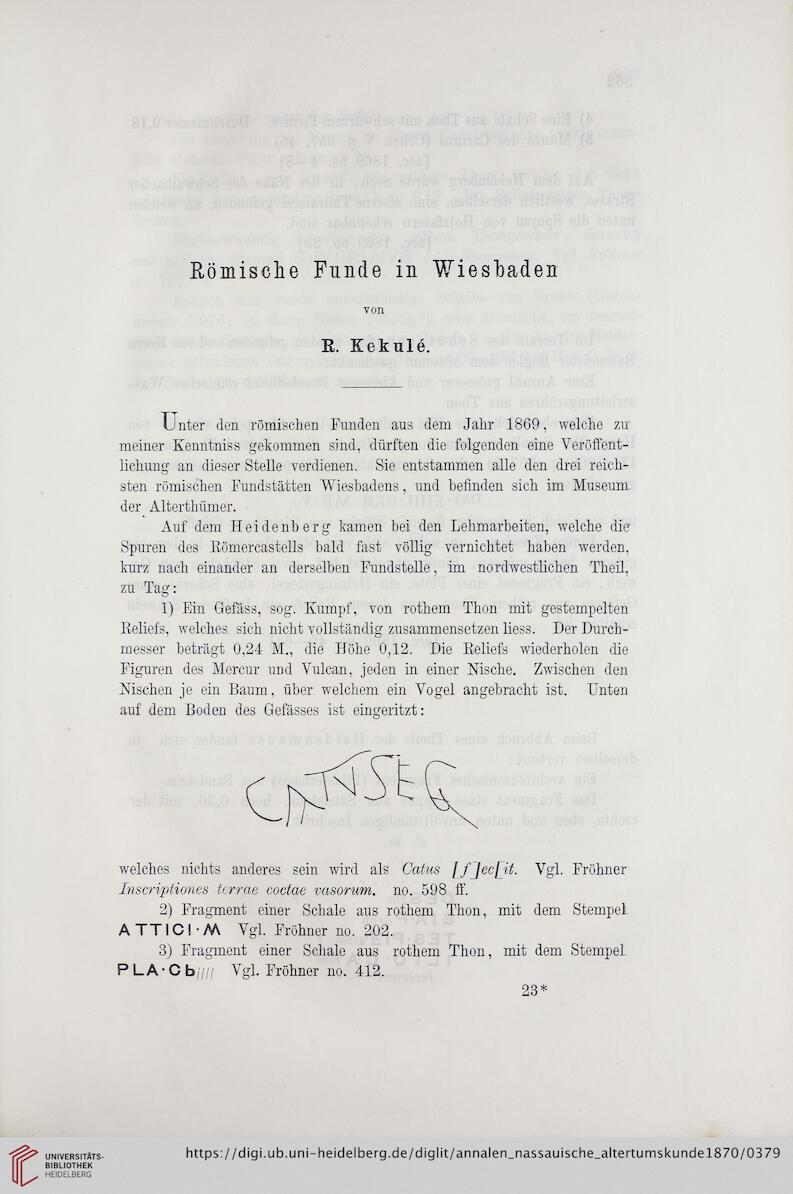 Römische Funde in Wiesbaden
von
R. Kekulé.
Unter den römischen Funden aus dem Jahr 1869, welche zu
meiner Kenntniss gekommen sind, dürften die folgenden eine Veröffent-
lichung an dieser Stelle verdienen. Sie entstammen alle den drei reich-
sten römischen Fundstätten Wiesbadens, und befinden sich im Museum
der Alterthümer.
Auf dem Heidenberg kamen bei den Lehmarbeiten, welche die
Spuren des Römercastells bald fast völlig vernichtet haben werden,
kurz nach einander an derselben Fundstelle, im nordwestlichen Theil,
zu Tag:
1) Ein Gefäss, sog. Kumpf, von rothem Thon mit gestempelten
Reliefs, welches sich nicht vollständig zusammensetzen liess. Der Durch-
messer beträgt 0,24 M., die Höhe 0,12. Die Reliefs wiederholen die
Figuren des Mercur und Vulcan, jeden in einer Nische. Zwischen den
Nischen je ein Baum, über welchem ein Vogel angebracht ist. Unten
auf dem Boden des Gefässes ist eingeritzt:
welches nichts anderes sein wird als Catus [f]ec[it. Vgl. Fröhner
Inscriptiones terrae coctae vasorum. no. 598 ff.
2) Fragment einer Schale aus rothem Thon, mit dem Stempel
ATTICI·M Vgl. Fröhner no. 202.
3) Fragment einer Schale aus rothem Thon, mit dem Stempel
PLA·Cb//// Vgl. Fröhner no. 412.
23*
UNIVERSITÄTS-
BIBLIOTHEK
HEIDELBERG
https://digi.ub.uni-heidelberg.de/diglit/annalen_nassauische_altertumskunde1870/0379